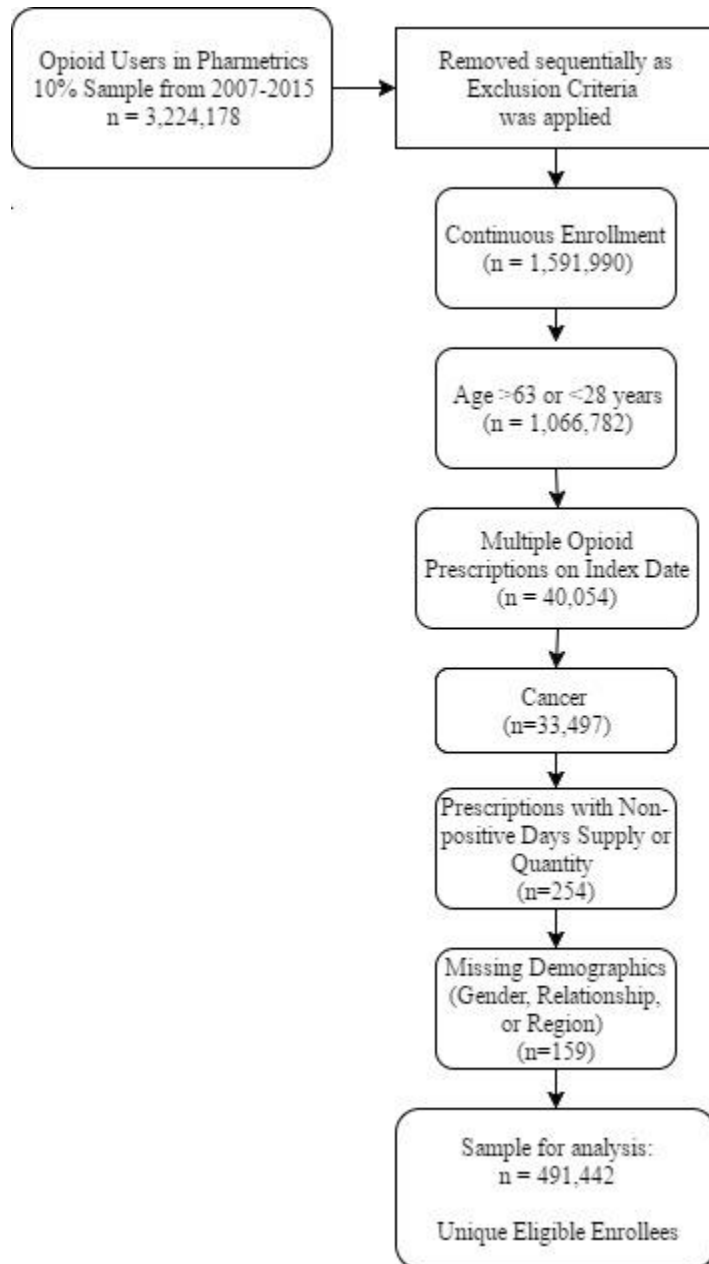 Opioid Users in Pharmetrics
10% Sample from 2007-2015
n = 3,224,178
Removed sequentially as
Exclusion Criteria
was applied
Continuous Enrollment
(n = 1,591,990)
Age >63 or <28 years
(n = 1,066,782)
Multiple Opioid
Prescriptions on Index Date
(n = 40,054)
Cancer
(n=33,497)
Prescriptions with Non-
positive Days Supply or
Quantity
(n=254)
Missing Demographics
(Gender, Relationship,
or Region)
(n=159)
Sample for analysis:
n = 491,442
Unique Eligible Enrollees